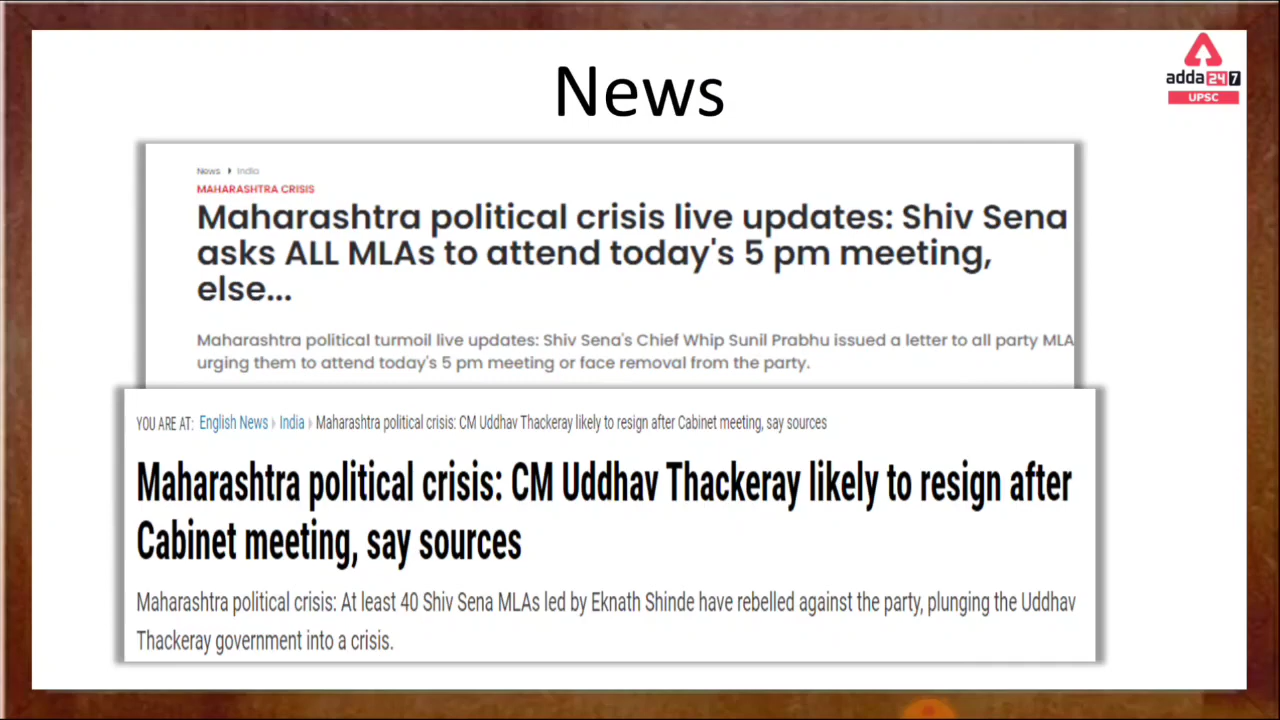 News
adda 24 7
UPSC
News India
MAHARASHTRA CRISIS
Maharashtra political crisis live updates: Shiv Sena
asks ALL MLAs to attend today's 5 pm meeting,
else...
Maharashtra political turmoil live updates: Shiv Sena's Chief Whip Sunil Prabhu issued a letter to all party MLA
urging them to attend today's 5 pm meeting or face removal from the party.
YOU ARE AT: English News India Maharashtra political crisis: CM Uddhav Thackeray likely to resign after Cabinet meeting, say sources
Maharashtra political crisis: CM Uddhav Thackeray likely to resign after
Cabinet meeting, say sources
Maharashtra political crisis: At least 40 Shiv Sena MLAs led by Eknath Shinde have rebelled against the party, plunging the Uddhav
Thackeray government into a crisis.